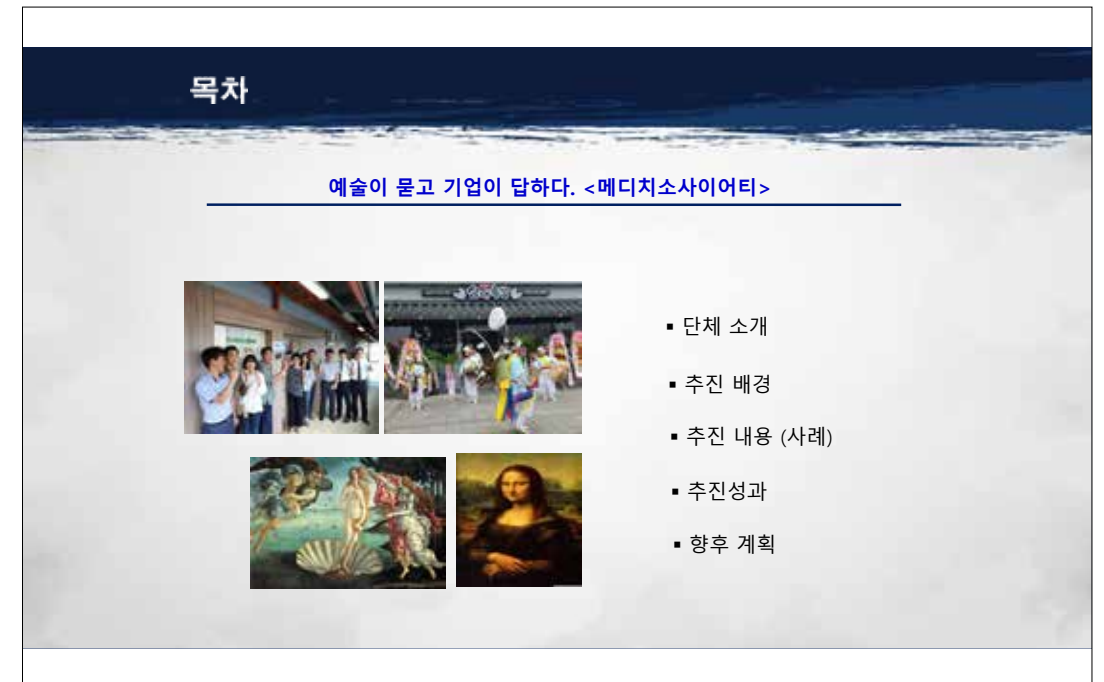 목차
예술이 묻고 기업이 답하다. <메디치소사이어티>
▪ 단체 소개
▪ 추진 배경
▪ 추진 내용 (사례)
▪ 추진성과
▪ 향후 계획